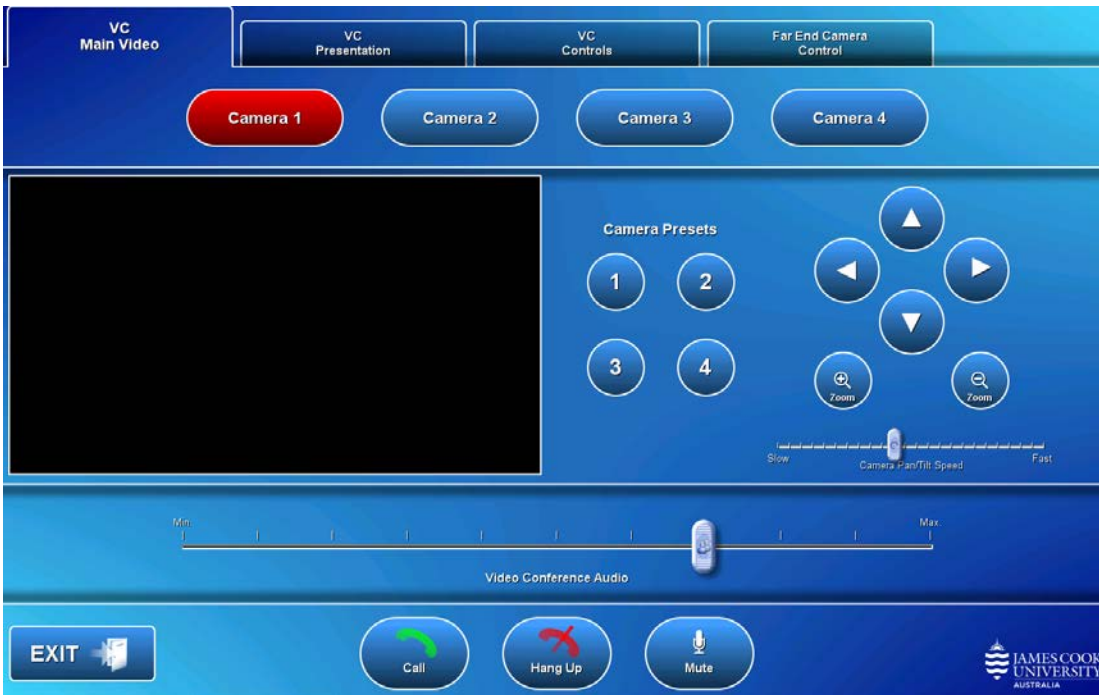 VC
Main Video
VC
Presentation
VC
Controls
Far End Camera
Control
Camera 1
Camera 2
Camera 3
Camera 4
Camera Presets
1
2
3
4
Zoom
Zoom
Slow
Fast
Camera Pan/Tilt Speed
Min.
Max.
Video Conference Audio
EXIT
Call
Hang Up
Mute
JAMES COOK
UNIVERSITY
AUSTRALIA